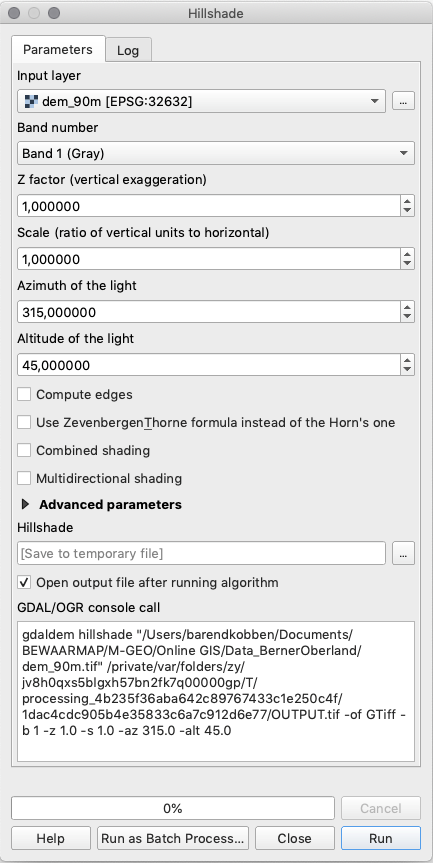 Hillshade
Parameters
Log
Input layer
dem_90m [EPSG:32632]
...
Band number
Band 1 (Gray)
Z factor (vertical exaggeration)
1,000000
Scale (ratio of vertical units to horizontal)
1,000000
Azimuth of the light
315,000000
Altitude of the light
45,000000
Compute edges
Use ZevenbergenThorne formula instead of the Horn's one
Combined shading
Multidirectional shading
Advanced parameters
Hillshade
[Save to temporary file]
...
Open output file after running algorithm
GDAL/OGR console call
gdaldem hillshade "/Users/barendkobben/Documents/
BEWAARMAP/M-GEO/Online GIS/Data_BernerOberland/
dem_90m.tif" /private/var/folders/zy/
jv8h0qxs5blgxh57bn2fk7q00000gp/T/
processing_4b235f36aba642c89767433c1e250c4f/
1dac4cdc905b4e35833c6a7c912d6e77/OUTPUT.tif -of GTiff -
b 1 -z 1.0 -s 1.0 -az 315.0 -alt 45.0
0%
Cancel
Help
Run as Batch Process...
Close
Run